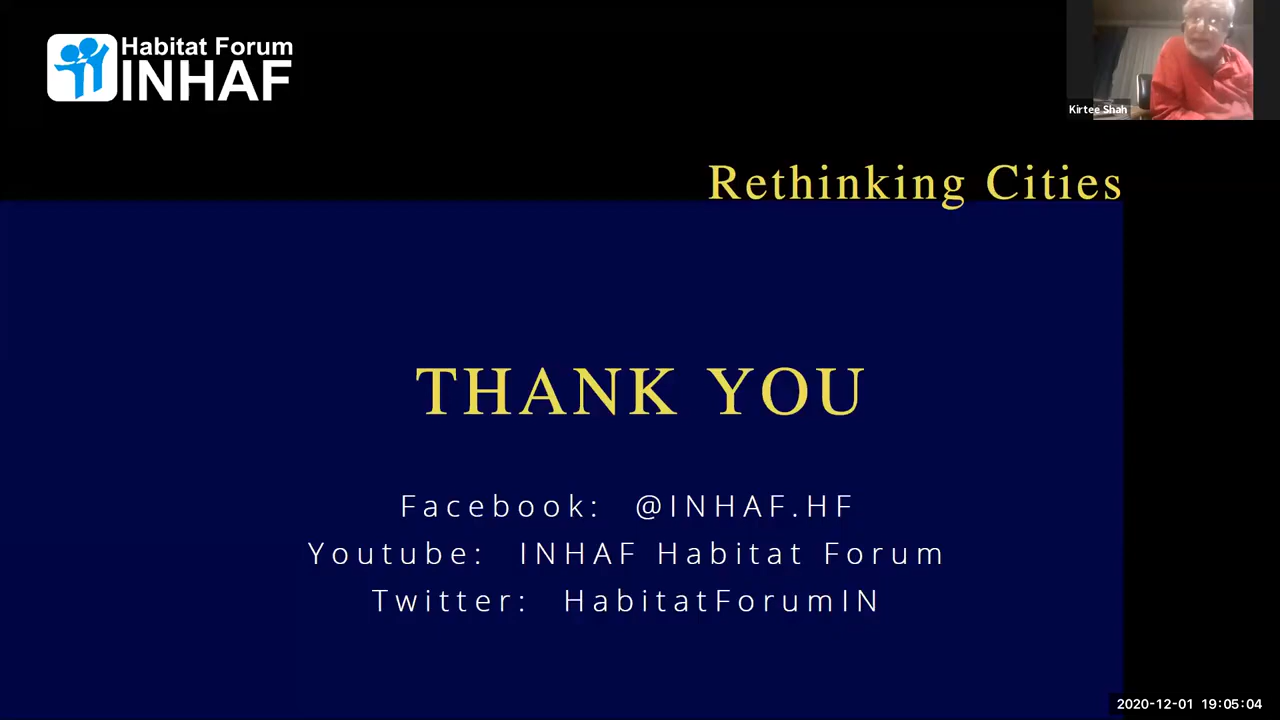 Habitat Forum
INHAF
Kirtee Shah
Rethinking Cities
THANK YOU
Facebook: @INHAF.HF
Youtube: INHAF Habitat Forum
Twitter: HabitatForumIN
2020-12-01 19:05:04